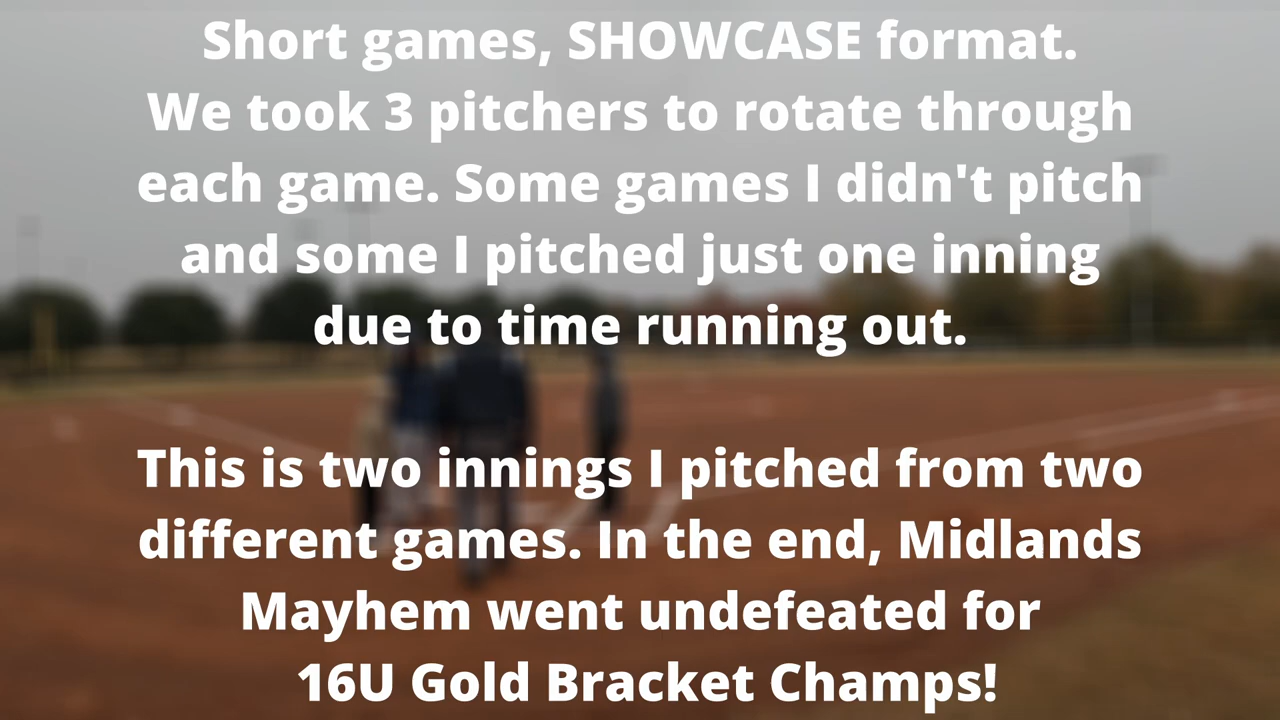 Short games, SHOWCASE format.
We took 3 pitchers to rotate through
each game. Some games I didn't pitch
and some I pitched just one inning
due to time running out.
This is two innings I pitched from two
different games. In the end, Midlands
Mayhem went undefeated for
16U Gold Bracket Champs!